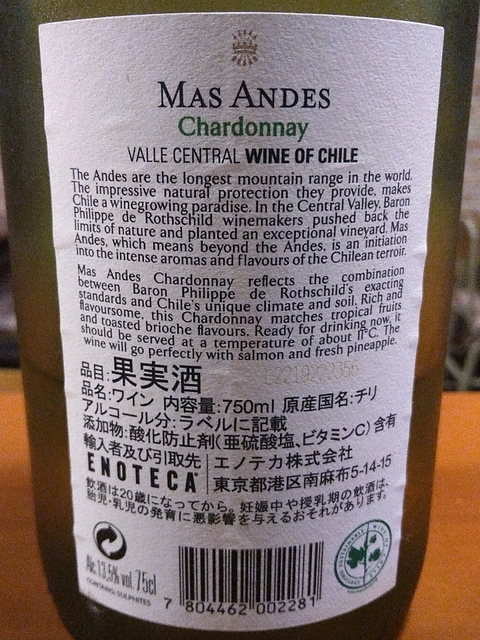 MAS ANDES
Chardonnay
VALLE CENTRAL WINE OF CHILE
The Andes are the longest mountain range in the world.
The impressive natural protection they provide, makes
Chile a winegrowing paradise. In the Central Valley, Baron
Philippe de Rothschild winemakers pushed back the
limits of nature and planted an exceptional vineyard. Mas
Andes, which means beyond the Andes, is an initiation
into the intense aromas and flavours of the Chilean terroir.
Mas Andes Chardonnay reflects the combination
between Baron Philippe de Rothschild's exacting
standards and Chile's unique climate and soil. Rich and
flavoursome, this Chardonnay matches tropical fruits
and toasted brioche flavours. Ready for drinking now, it
should be served at a temperature of about 11°C. The
wine will go perfectly with salmon and fresh pineapple.
品目:果実酒
品名:ワイン 内容量:750ml 原産国名:チリ
アルコール分:ラベルに記載
添加物:酸化防止剤(亜硫酸塩、ビタミンC)含有
輸入者及び引取先 エノテカ株式会社
ENOTECA 東京都港区南麻布5-14-15
飲酒は20歳になってから。妊娠中や授乳期の飲酒は、
胎児・乳児の発育に悪影響を与えるおそれがあります。
Alc.13,5% vol. 75cl
CONTAINS SULPHITES
7 804462 002281